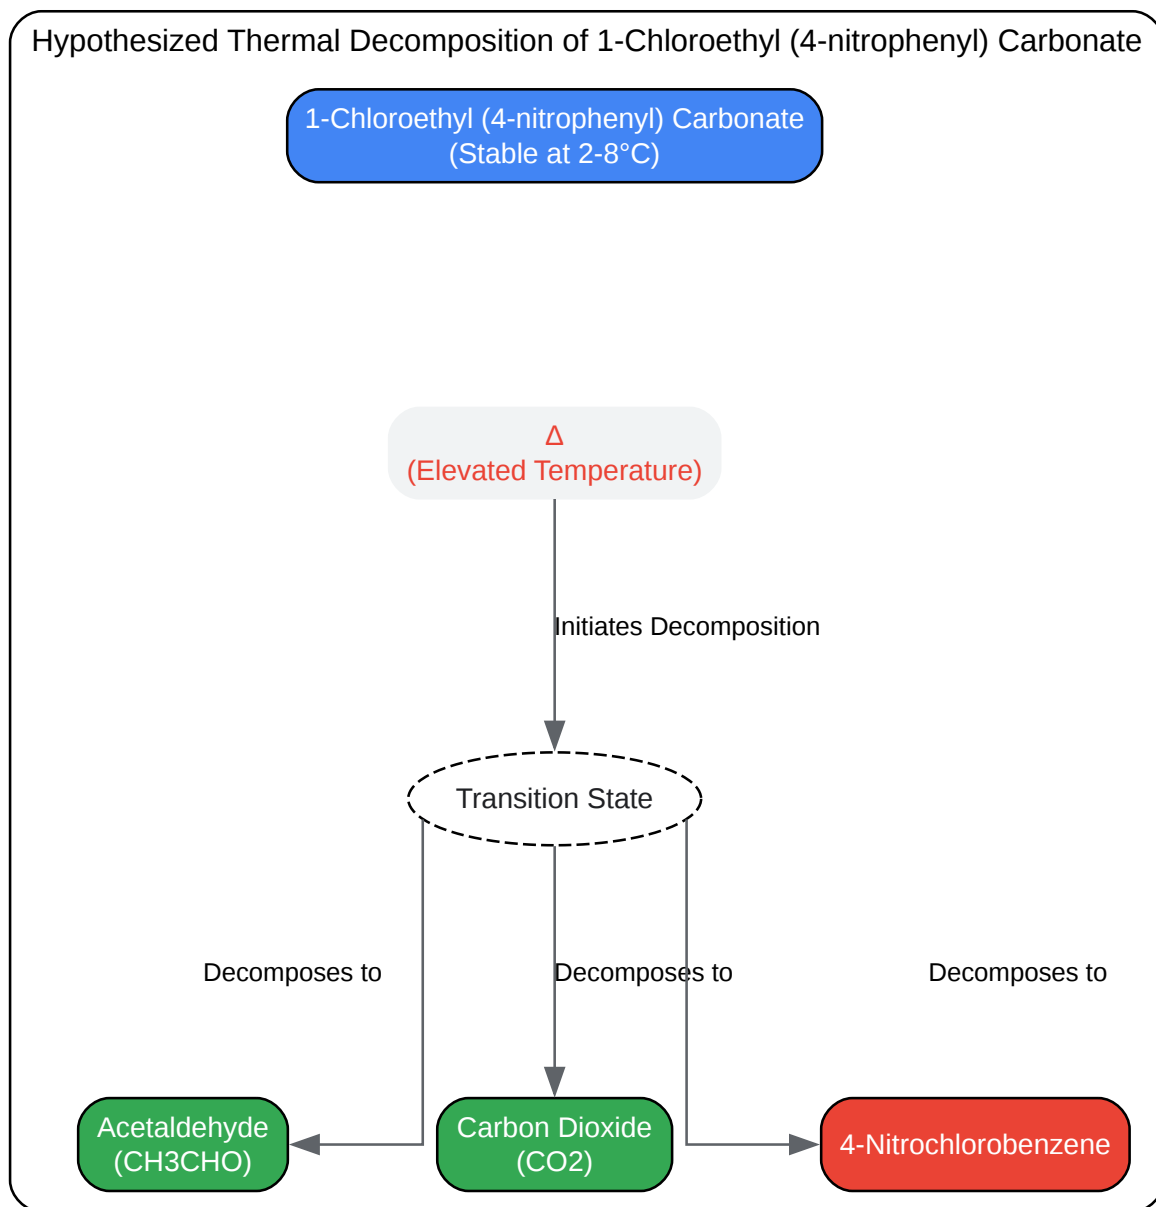 Hypothesized Thermal Decomposition of 1-Chloroethyl (4-nitrophenyl) Carbonate
1-Chloroethyl (4-nitrophenyl) Carbonate
(Stable at 2-8°C)
Δ
(Elevated Temperature)
Initiates Decomposition
Transition State
Decomposes to
Decomposes to
Decomposes to
Acetaldehyde
(CH3CHO)
Carbon Dioxide
(CO2)
4-Nitrochlorobenzene